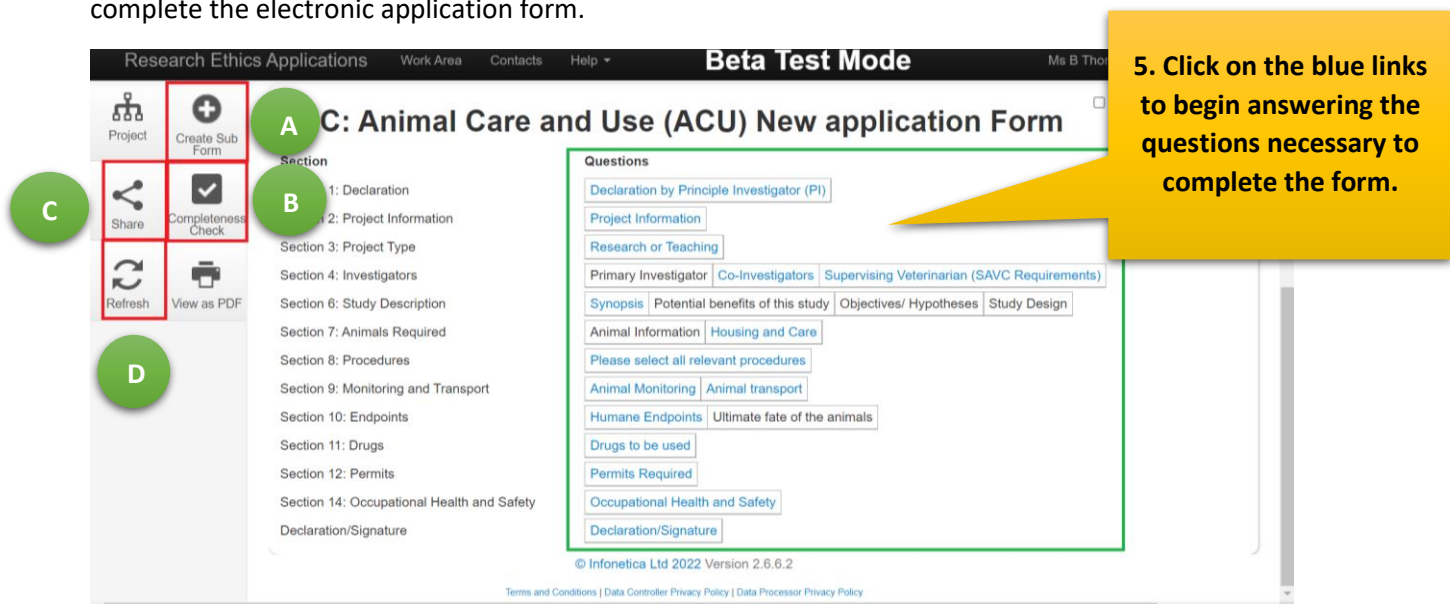 complete the electronic application form.
Research Ethics Applications Work Area Contacts Help Beta Test Mode Ms B Thor
5. Click on the blue links
to begin answering the
questions necessary to
complete the form.
Project
Create Sub
Form
A
C: Animal Care and Use (ACU) New application Form
Section Questions
C
Share
Completeness
Check
B
1: Declaration Declaration by Principle Investigator (PI)
2: Project Information Project Information
Section 3: Project Type Research or Teaching
Section 4: Investigators Primary Investigator Co-Investigators Supervising Veterinarian (SAVC Requirements)
Refresh
View as PDF
Section 6: Study Description Synopsis Potential benefits of this study Objectives/ Hypotheses Study Design
Section 7: Animals Required Animal Information Housing and Care
D
Section 8: Procedures Please select all relevant procedures
Section 9: Monitoring and Transport Animal Monitoring Animal transport
Section 10: Endpoints Humane Endpoints Ultimate fate of the animals
Section 11: Drugs Drugs to be used
Section 12: Permits Permits Required
Section 14: Occupational Health and Safety Occupational Health and Safety
Declaration/Signature Declaration/Signature
© Infonetica Ltd 2022 Version 2.6.6.2
Terms and Conditions | Data Controller Privacy Policy | Data Processor Privacy Policy